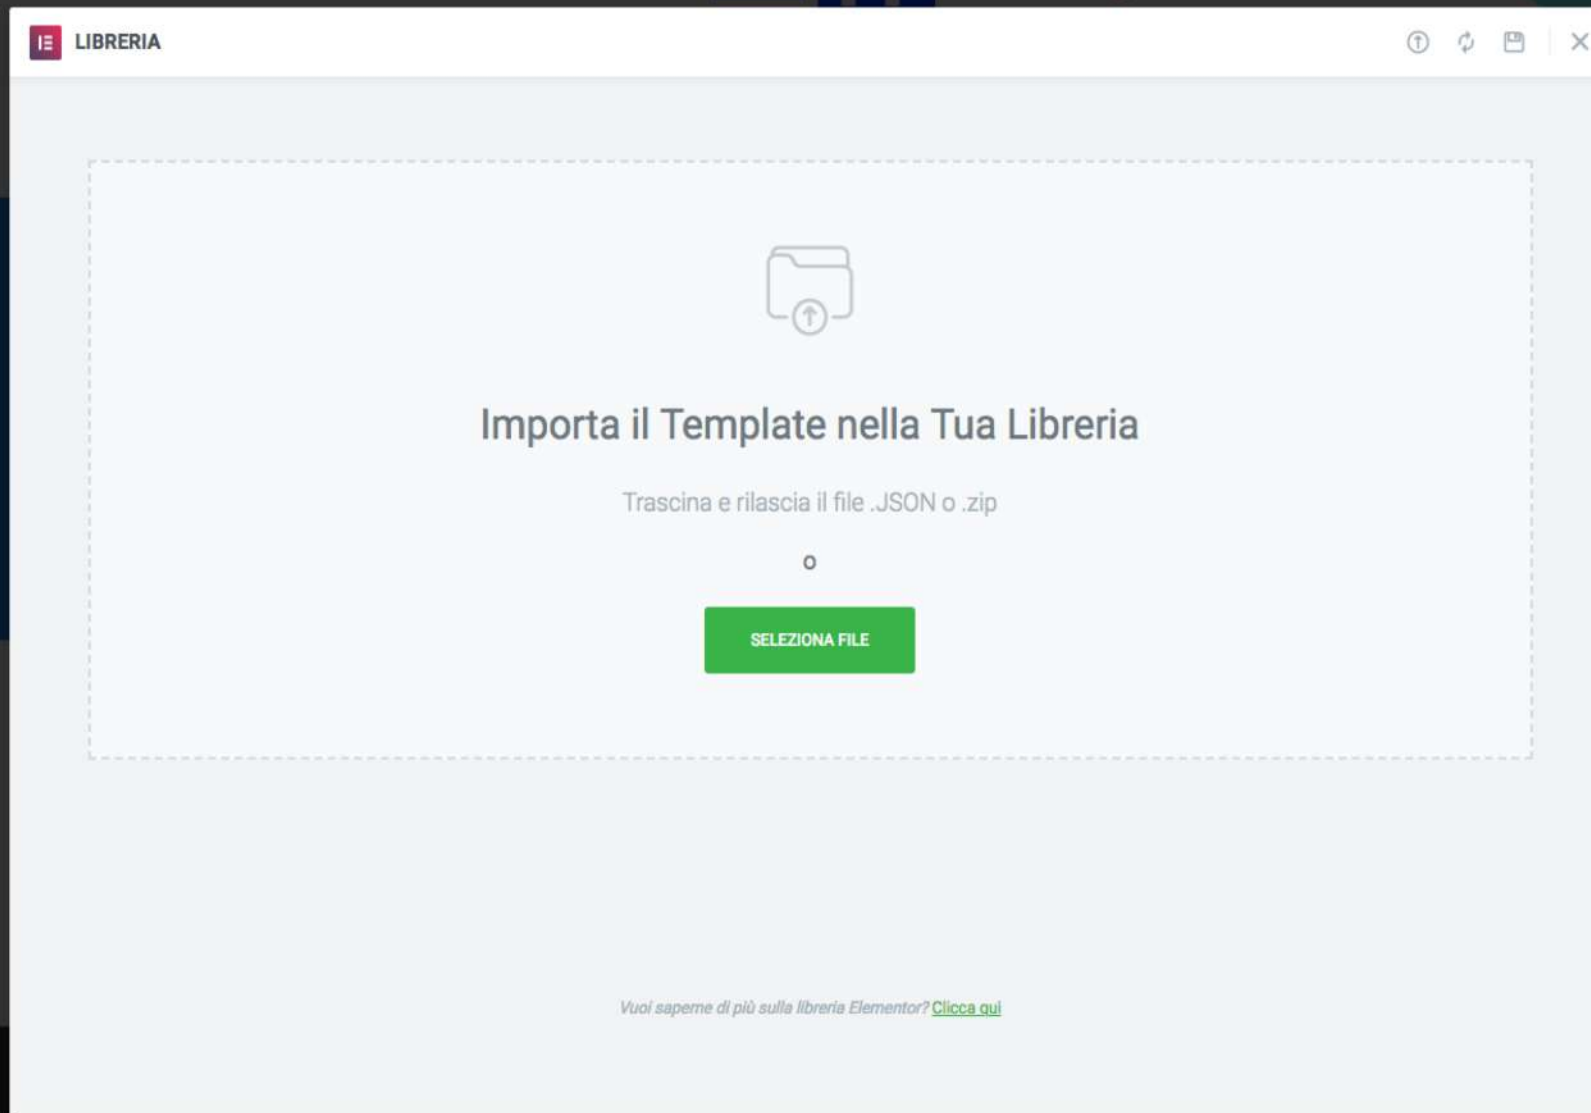 LIBRERIA
Importa il Template nella Tua Libreria
Trascina e rilascia il file .JSON o .zip
o
SELEZIONA FILE
Vuoi saperne di più sulla libreria Elementor? Clicca qui